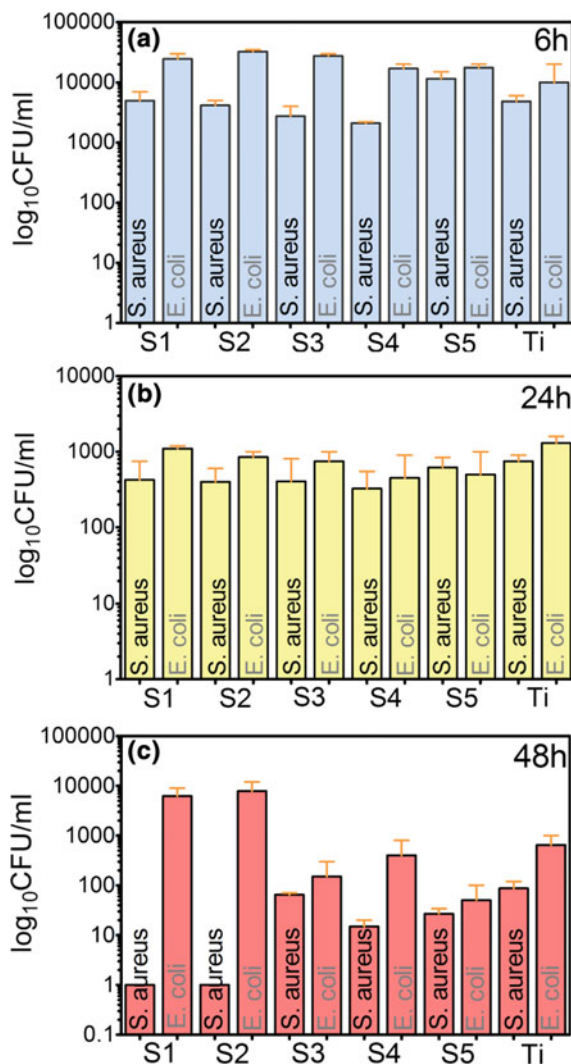 (a) 6h
100000
10000
1000
100
10
1
log10CFU/ml
S. aureus
E. coli
S. aureus
E. coli
S. aureus
E. coli
S. aureus
E. coli
S. aureus
E. coli
S. aureus
E. coli
S1 S2 S3 S4 S5 Ti
(b) 24h
10000
1000
100
10
1
log10CFU/ml
S. aureus
E. coli
S. aureus
E. coli
S. aureus
E. coli
S. aureus
E. coli
S. aureus
E. coli
S. aureus
E. coli
S1 S2 S3 S4 S5 Ti
(c) 48h
100000
10000
1000
100
10
1
0.1
log10CFU/ml
S. aureus
E. coli
S. aureus
E. coli
S. aureus
E. coli
S. aureus
E. coli
S. aureus
E. coli
S. aureus
E. coli
S1 S2 S3 S4 S5 Ti